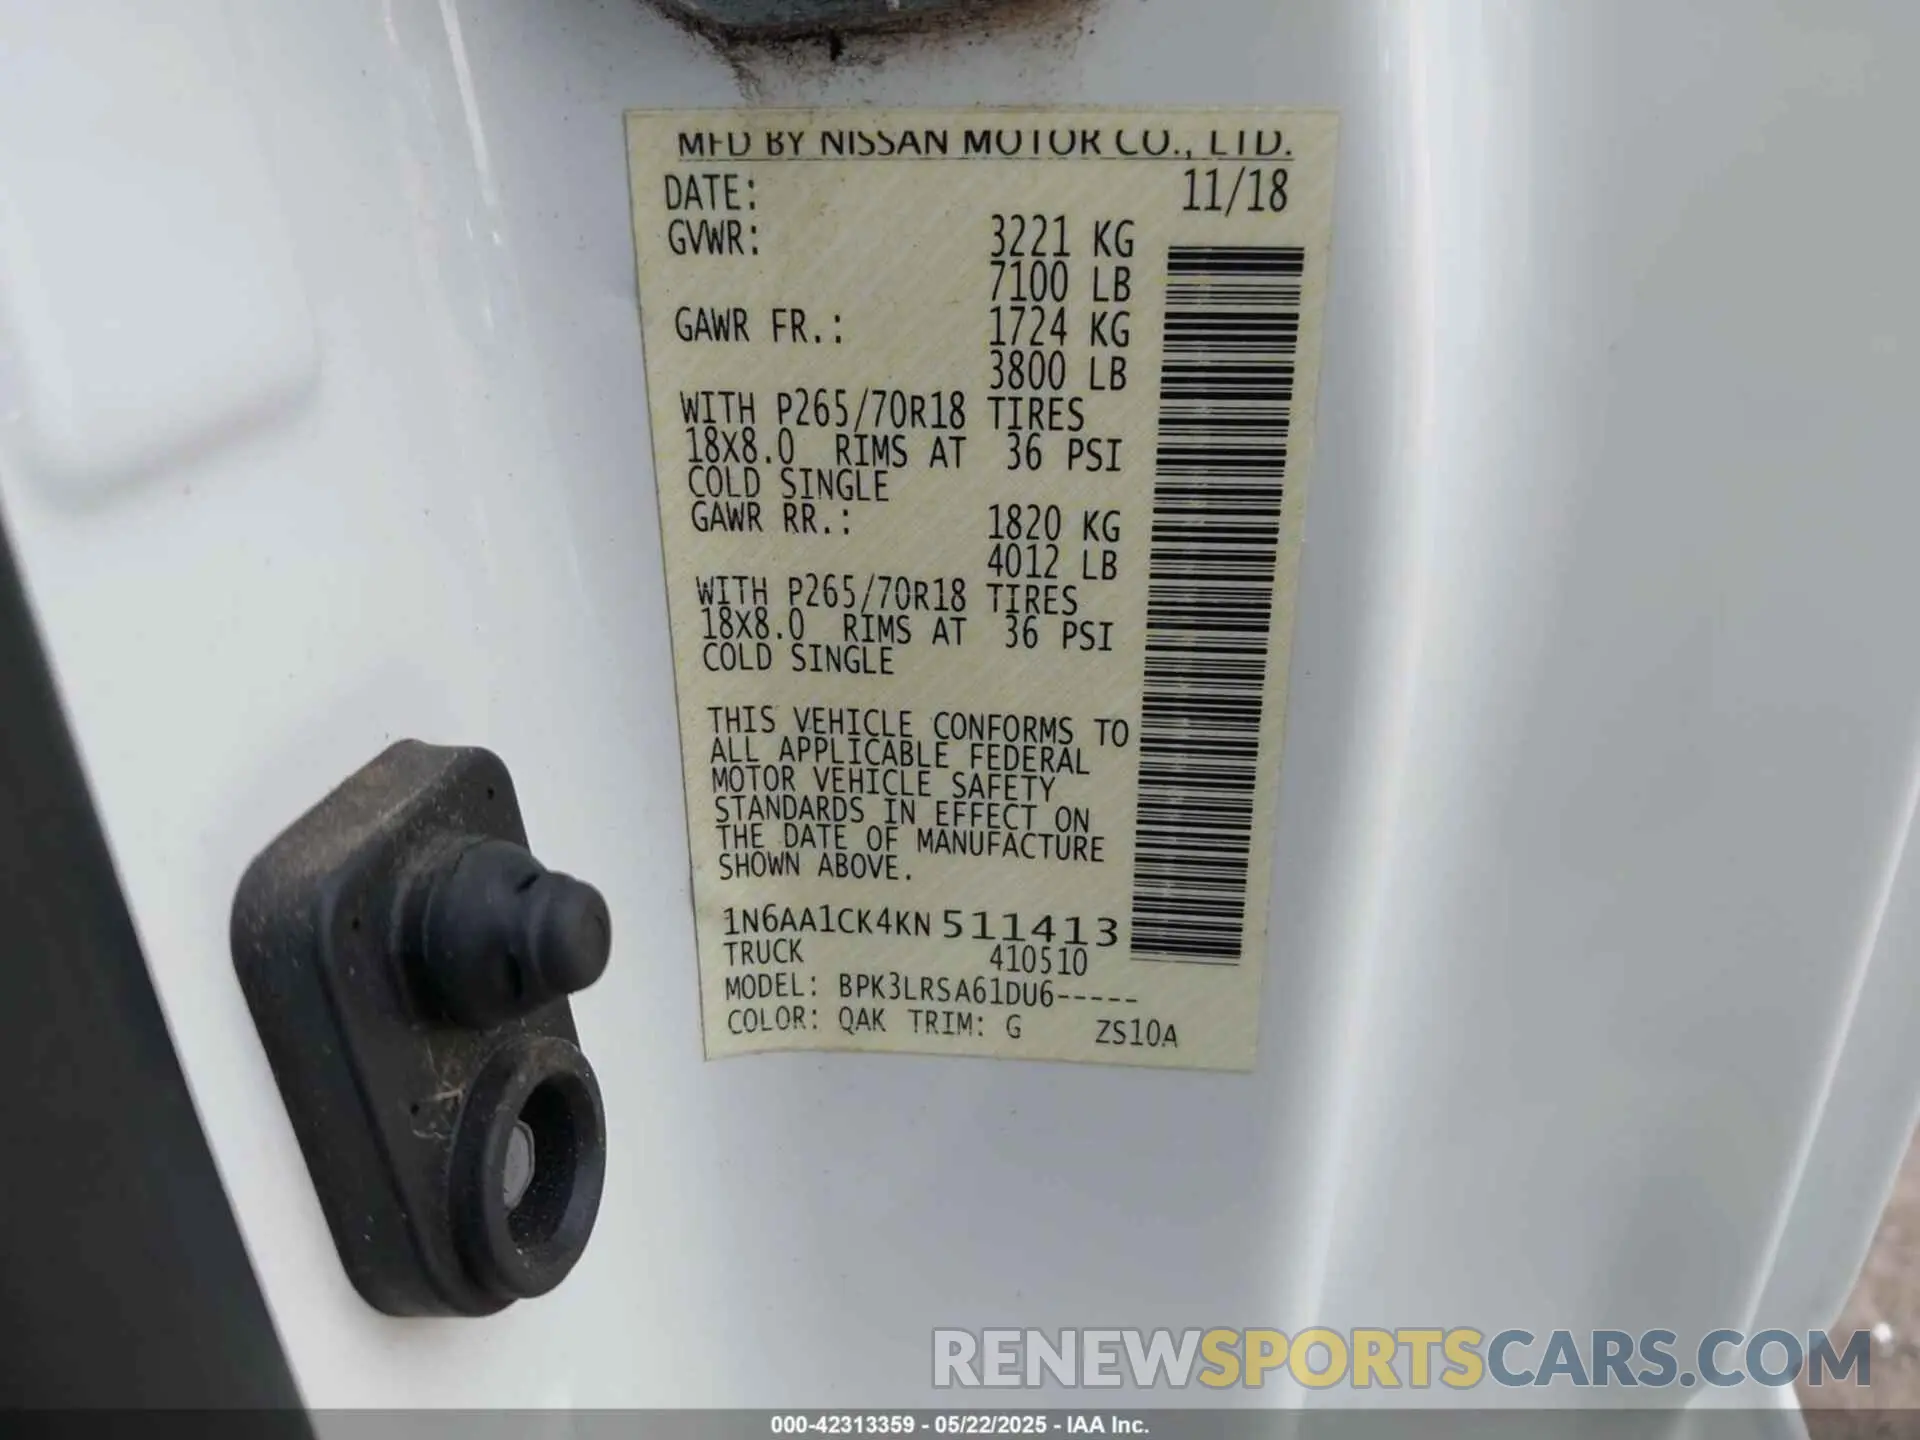 MFD BY NISSAN MOTOR CO., LTD.
DATE: 11/18
GVWR: 3221 KG
7100 LB
GAWR FR.: 1724 KG
3800 LB
WITH P265/70R18 TIRES
18X8.0 RIMS AT 36 PSI
COLD SINGLE
GAWR RR.: 1820 KG
4012 LB
WITH P265/70R18 TIRES
18X8.0 RIMS AT 36 PSI
COLD SINGLE
THIS VEHICLE CONFORMS TO
ALL APPLICABLE FEDERAL
MOTOR VEHICLE SAFETY
STANDARDS IN EFFECT ON
THE DATE OF MANUFACTURE
SHOWN ABOVE.
1N6AA1CK4KN511413
TRUCK 410510
MODEL: BPK3LRSA61DU6-----
COLOR: QAK TRIM: G ZS10A
RENEWSPORTSCARS.COM
000-42313359 - 05/22/2025 - IAA Inc.